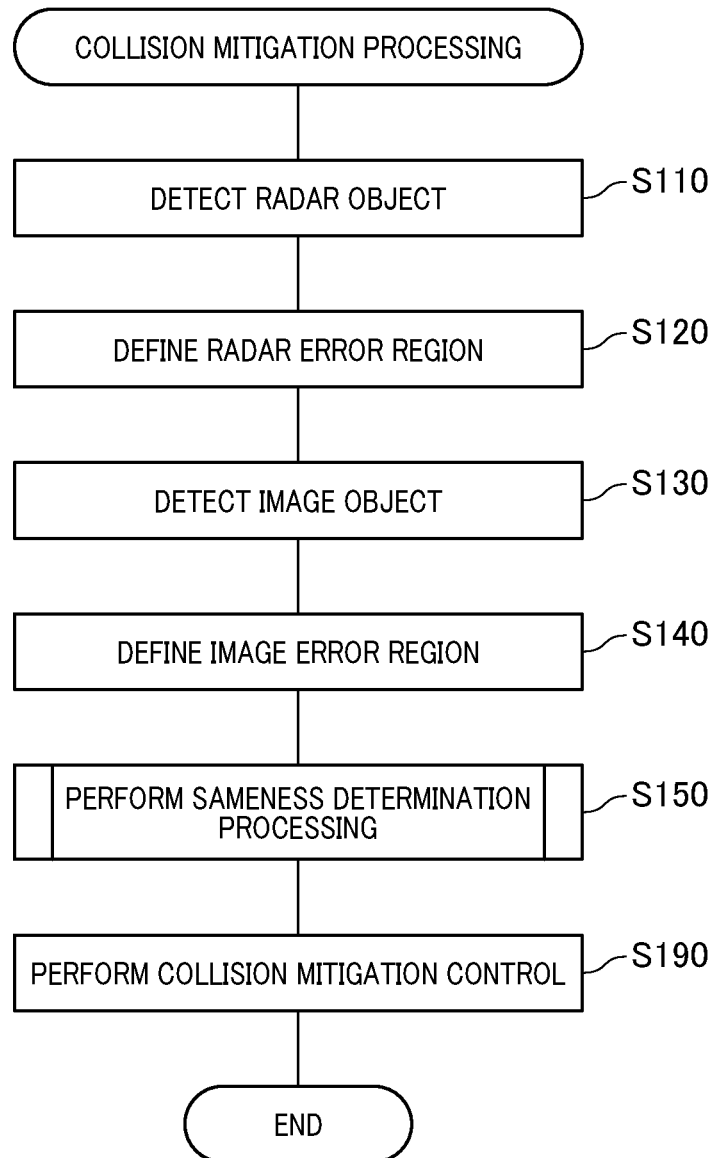 COLLISION MITIGATION PROCESSING
DETECT RADAR OBJECT
S110
DEFINE RADAR ERROR REGION
S120
DETECT IMAGE OBJECT
S130
DEFINE IMAGE ERROR REGION
S140
PERFORM SAMENESS DETERMINATION
PROCESSING
S150
PERFORM COLLISION MITIGATION CONTROL
S190
END